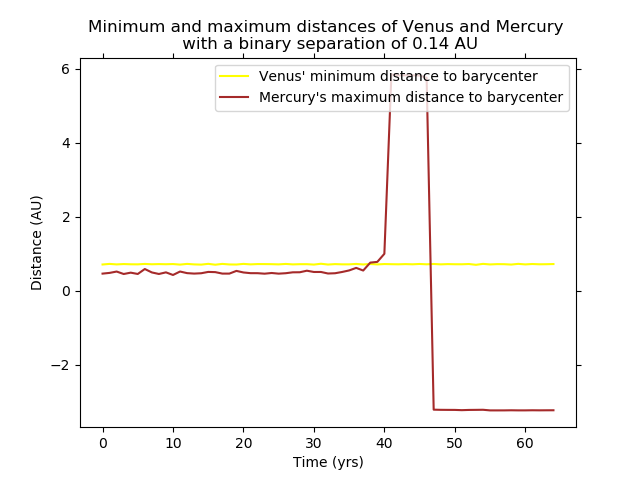 Minimum and maximum distances of Venus and Mercury
with a binary separation of 0.14 AU
Venus' minimum distance to barycenter
Mercury's maximum distance to barycenter
Distance (AU)
6
4
2
0
−2
0
10
20
30
40
50
60
Time (yrs)